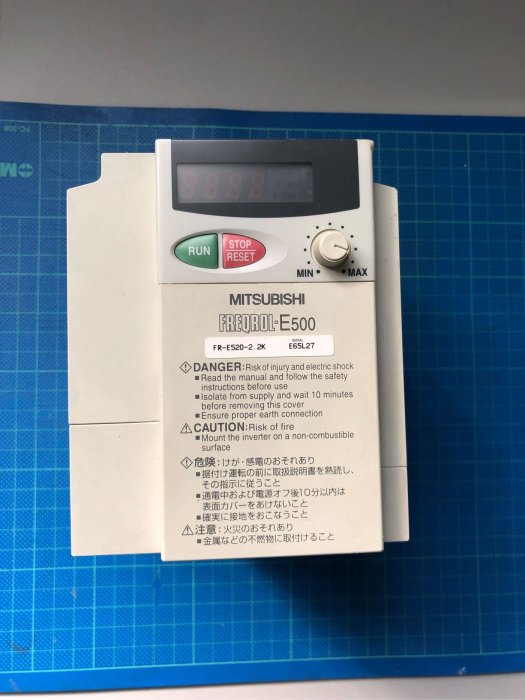 PC-308
OM
RUN
STOP
RESET
MIN
MAX
MITSUBISHI
FREQROL-E500
FR-E520-2.2K
SERIAL
E65L27
DANGER: Risk of injury and electric shock
■ Read the manual and follow the safety
instructions before use
■ Isolate from supply and wait 10 minutes
before removing this cover
■ Ensure proper earth connection
CAUTION: Risk of fire
■ Mount the inverter on a non-combustible
surface
危険：けが・感電のおそれあり
■ 据付け運転の前に取扱説明書を熟読し、
その指示に従うこと
■ 通電中および電源オフ後10分以内は
表面カバーをあけないこと
■ 確実に接地をおこなうこと
注意：火災のおそれあり
■ 金属などの不燃物に取付けること